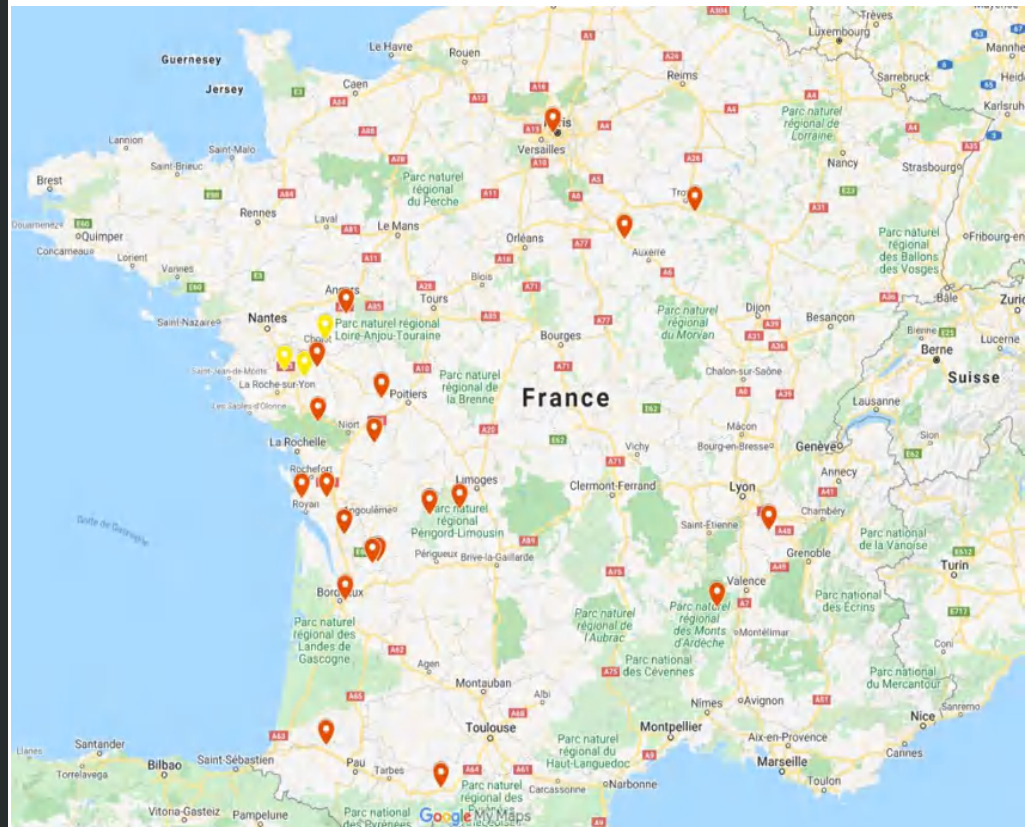 Guernesey
Jersey
Le Havre
Rouen
Caen
Reims
Luxembourg
Trèves
Sarrebruck
Karlsruh
Lannion
Saint-Malo
Saint-Brieuc
Brest
Versailles
Parc naturel
régional de
Lorraine
Nancy
Strasbourg
Parc naturel
régional
du Perche
Rennes
Laval
Le Mans
Quimper
Concarneau
Lorient
Vannes
Orléans
Auxerre
Parc naturel
régional
des Ballons
des Vosges
Fribourg-en
Blois
Tours
Saint-Nazaire
Nantes
Parc naturel régional
Loire-Anjou-Touraine
Bourges
Parc naturel
régional
du Morvan
Dijon
Besançon
Bâle
Zuric
Bienne
Lucerne
Berne
Suisse
Saint-Jean-de-Monts
La Roche-sur-Yon
Les Sables-d'Olonne
Poitiers
Parc naturel
régional de
la Brenne
France
Chalon-sur-Saône
Lausanne
Sion
Niort
La Rochelle
Mâcon
Bourg-en-Bresse
Genève
Vichy
Annecy
Rochefort
Royan
Angoulême
Limoges
Clermont-Ferrand
Lyon
Chambéry
Parc naturel
régional
Périgord-Limousin
Saint-Étienne
Parc national
de la Vanoise
Golfe de Gascogne
Périgueux
Brive-la-Gaillarde
Grenoble
Turin
Valence
Parc national
des Écrins
Bordeaux
Parc naturel
régional des
Landes de
Gascogne
Parc naturel
régional de
l'Aubrac
Parc naturel
régional
des Monts
d'Ardèche
Montélimar
Coni
Agen
Parc national
des Cévennes
Parc national
du Mercantour
Montauban
Albi
Nîmes
Avignon
Sanremo
Nice
Cannes
Toulouse
Montpellier
Aix-en-Provence
Marseille
Toulon
Llanes
Santander
Torrelavega
Bilbao
Saint-Sébastien
Pau
Tarbes
Parc naturel
régional du
Haut-Languedoc
Carcassonne
Narbonne
Vitoria-Gasteiz
Pampelune
Parc national
des Pyrénées
Parc naturel
régional des
Google My Maps